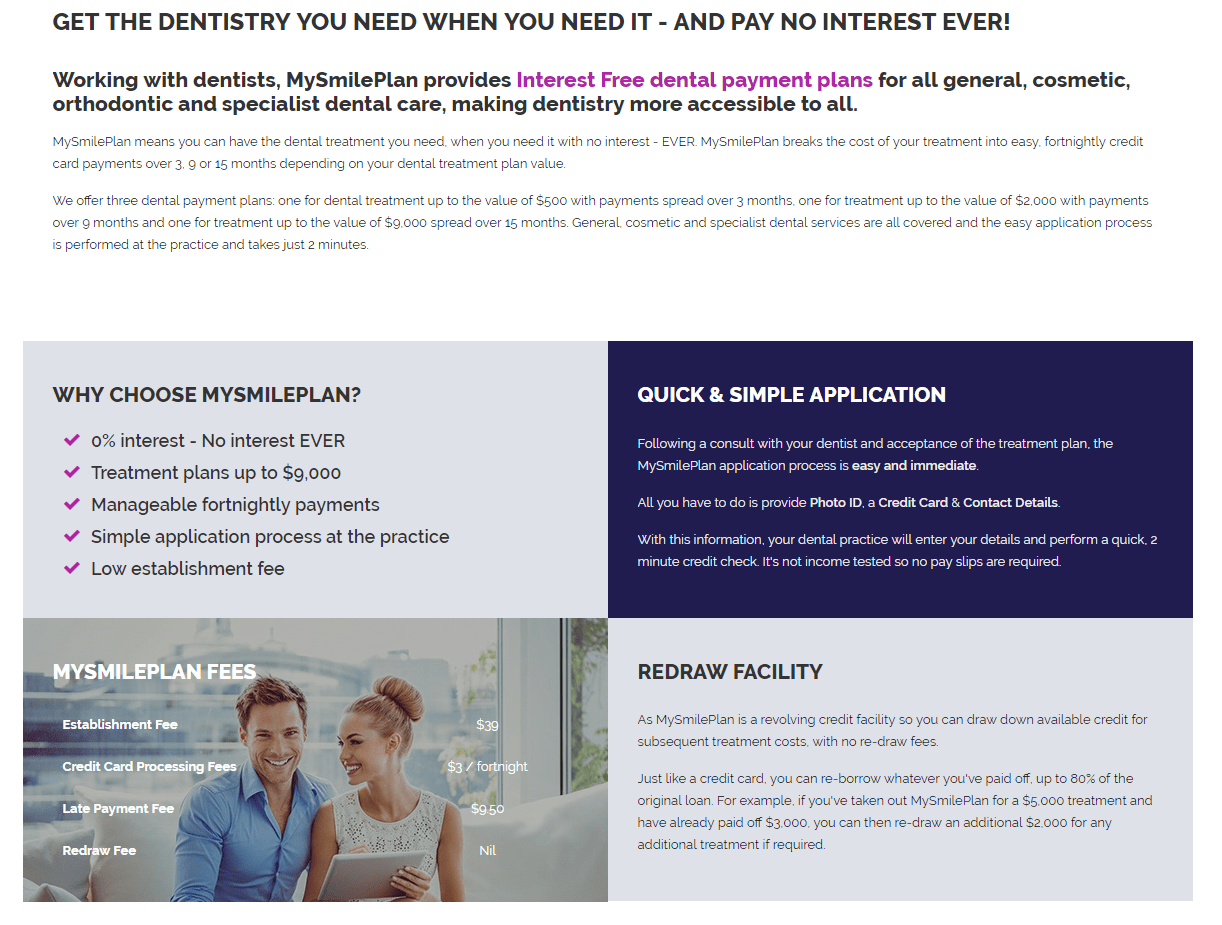 GET THE DENTISTRY YOU NEED WHEN YOU NEED IT - AND PAY NO INTEREST EVER!
Working with dentists, MySmilePlan provides Interest Free dental payment plans for all general, cosmetic,
orthodontic and specialist dental care, making dentistry more accessible to all.
MySmilePlan means you can have the dental treatment you need, when you need it with no interest - EVER. MySmilePlan breaks the cost of your treatment into easy, fortnightly credit
card payments over 3, 9 or 15 months depending on your dental treatment plan value.
We offer three dental payment plans: one for dental treatment up to the value of $500 with payments spread over 3 months, one for treatment up to the value of $2,000 with payments
over 9 months and one for treatment up to the value of $9,000 spread over 15 months. General, cosmetic and specialist dental services are all covered and the easy application process
is performed at the practice and takes just 2 minutes.
WHY CHOOSE MYSMILEPLAN?
0% interest - No interest EVER
Treatment plans up to $9,000
Manageable fortnightly payments
Simple application process at the practice
Low establishment fee
QUICK & SIMPLE APPLICATION
Following a consult with your dentist and acceptance of the treatment plan, the
MySmilePlan application process is easy and immediate.
All you have to do is provide Photo ID, a Credit Card & Contact Details.
With this information, your dental practice will enter your details and perform a quick, 2
minute credit check. It's not income tested so no pay slips are required.
MYSMILEPLAN FEES
Establishment Fee $39
Credit Card Processing Fees $3 / fortnight
Late Payment Fee $9.50
Redraw Fee Nil
REDRAW FACILITY
As MySmilePlan is a revolving credit facility so you can draw down available credit for
subsequent treatment costs, with no re-draw fees.
Just like a credit card, you can re-borrow whatever you've paid off, up to 80% of the
original loan. For example, if you've taken out MySmilePlan for a $5,000 treatment and
have already paid off $3,000, you can then re-draw an additional $2,000 for any
additional treatment if required.